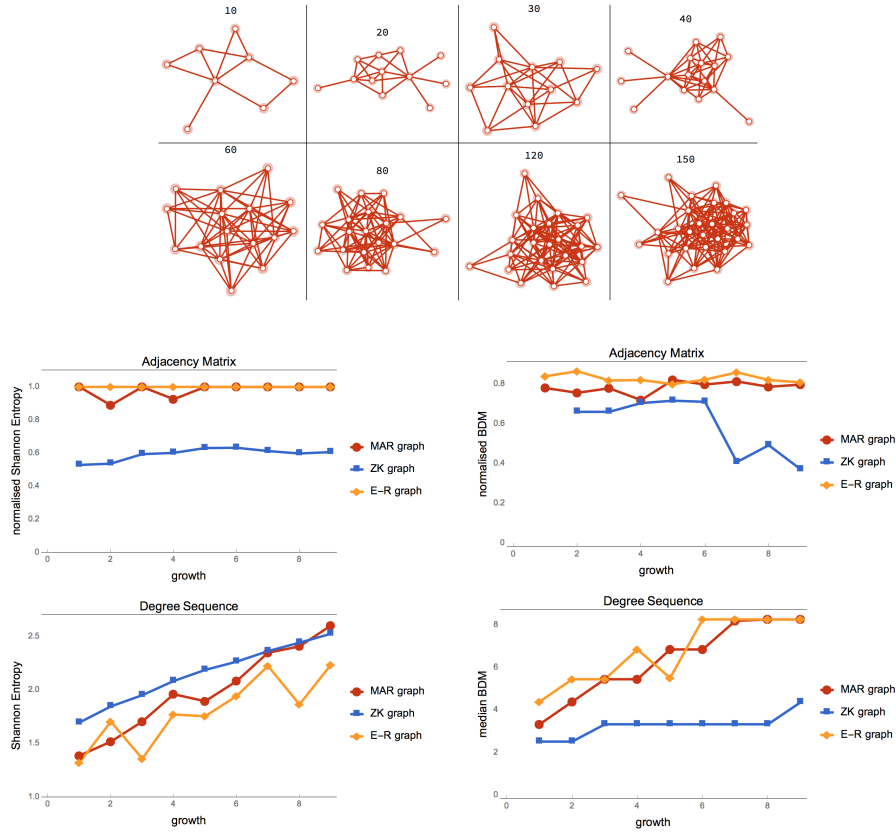 10
20
30
40
60
80
120
150
Adjacency Matrix
normalised Shannon Entropy
1.0
0.8
0.6
0.4
0.2
0
0 2 4 6 8
growth
MAR graph
ZK graph
E-R graph
Adjacency Matrix
normalised BDM
0.8
0.6
0.4
0.2
0
0 2 4 6 8
growth
MAR graph
ZK graph
E-R graph
Degree Sequence
Shannon Entropy
2.5
2.0
1.5
1.0
0 2 4 6 8
growth
MAR graph
ZK graph
E-R graph
Degree Sequence
median BDM
8
6
4
2
0
0 2 4 6 8
growth
MAR graph
ZK graph
E-R graph